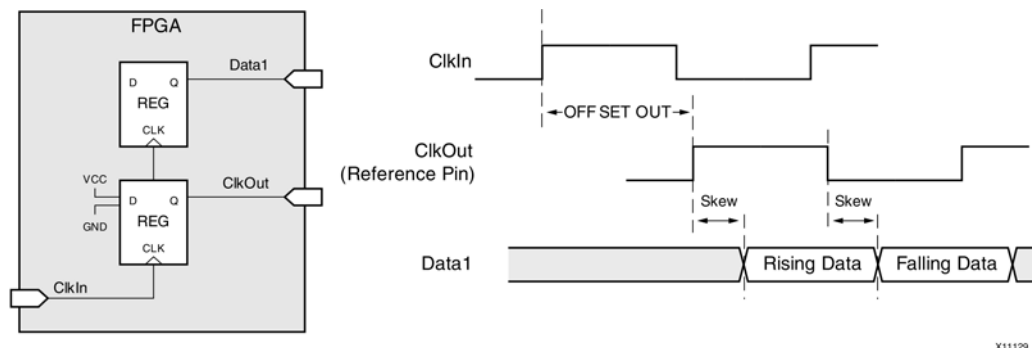 FPGA
Data1
D Q
REG
CLK
VCC
ClkOut
D Q
GND
REG
CLK
ClkIn
ClkIn
OFFSET OUT
ClkOut
(Reference Pin)
Skew Skew
Data1 Rising Data Falling Data
X11129